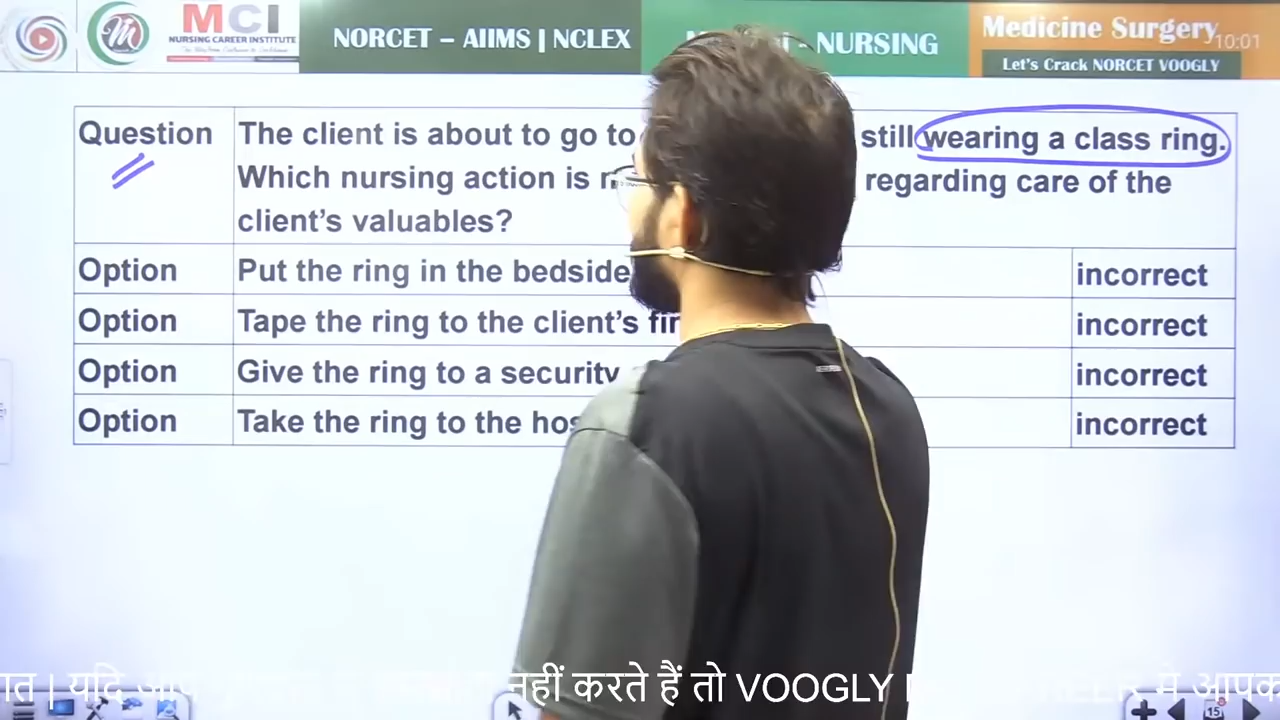 MCI
NURSING CAREER INSTITUTE
NORCET – AIIMS | NCLEX
- NURSING
Medicine Surgery
10:01
Let's Crack NORCET VOOGLY
Question
The client is about to go to still wearing a class ring.
Which nursing action is regarding care of the
client's valuables?
Option Put the ring in the bedside incorrect
Option Tape the ring to the client's incorrect
Option Give the ring to a security incorrect
Option Take the ring to the incorrect
यदि नहीं करते हैं तो VOOGLY
15